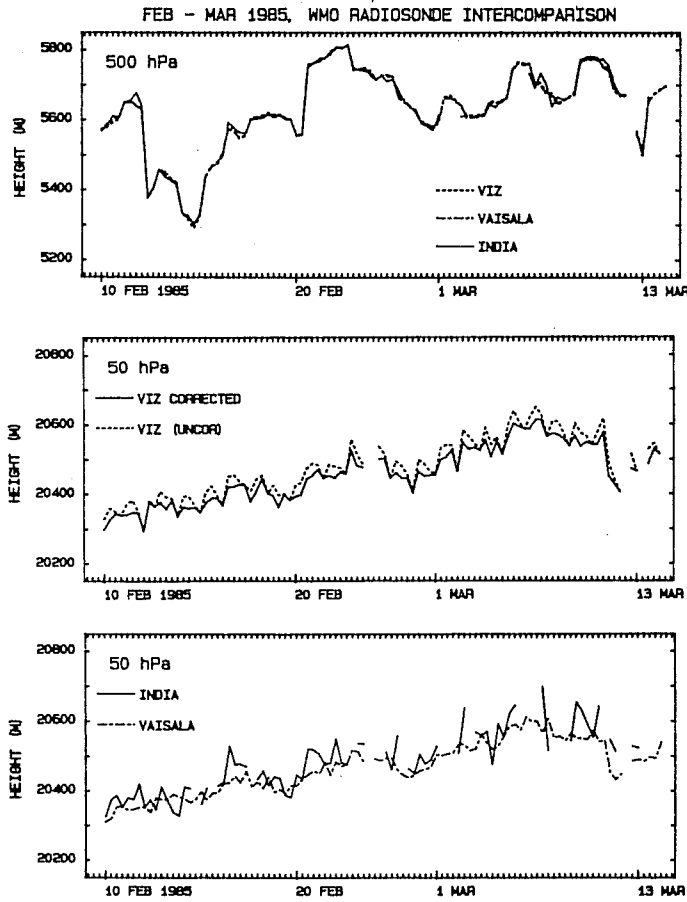 FEB - MAR 1985, WMO RADIOSONDE INTERCOMPARISON
5800
500 hPa
5600
HEIGHT (M)
5400
VIZ
VAISALA
INDIA
5200
10 FEB 1985 20 FEB 1 MAR 13 MAR
20800
50 hPa
VIZ CORRECTED
20600
VIZ (UNCOR)
HEIGHT (M)
20400
20200
10 FEB 1985 20 FEB 1 MAR 13 MAR
20800
50 hPa
INDIA
20600
VAISALA
HEIGHT (M)
20400
20200
10 FEB 1985 20 FEB 1 MAR 13 MAR